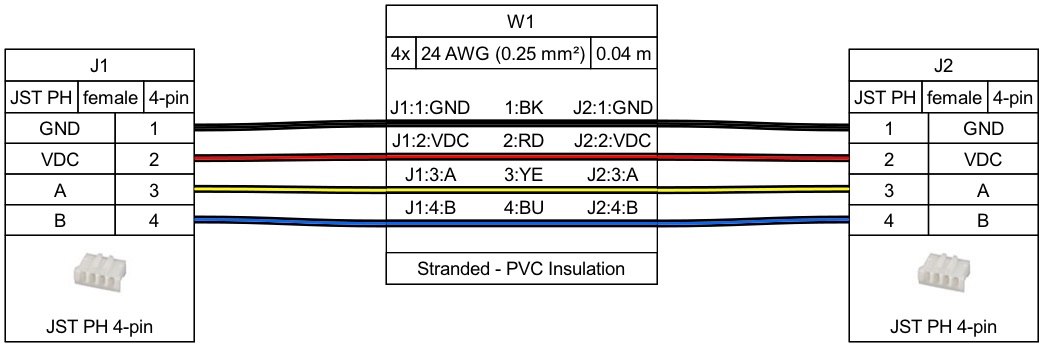 W1
4x 24 AWG (0.25 mm²) 0.04 m
J1
J2
JST PH female 4-pin
JST PH female 4-pin
J1:1:GND 1:BK J2:1:GND
GND 1
1 GND
J1:2:VDC 2:RD J2:2:VDC
VDC 2
2 VDC
J1:3:A 3:YE J2:3:A
A 3
3 A
J1:4:B 4:BU J2:4:B
B 4
4 B
Stranded - PVC Insulation
JST PH 4-pin
JST PH 4-pin